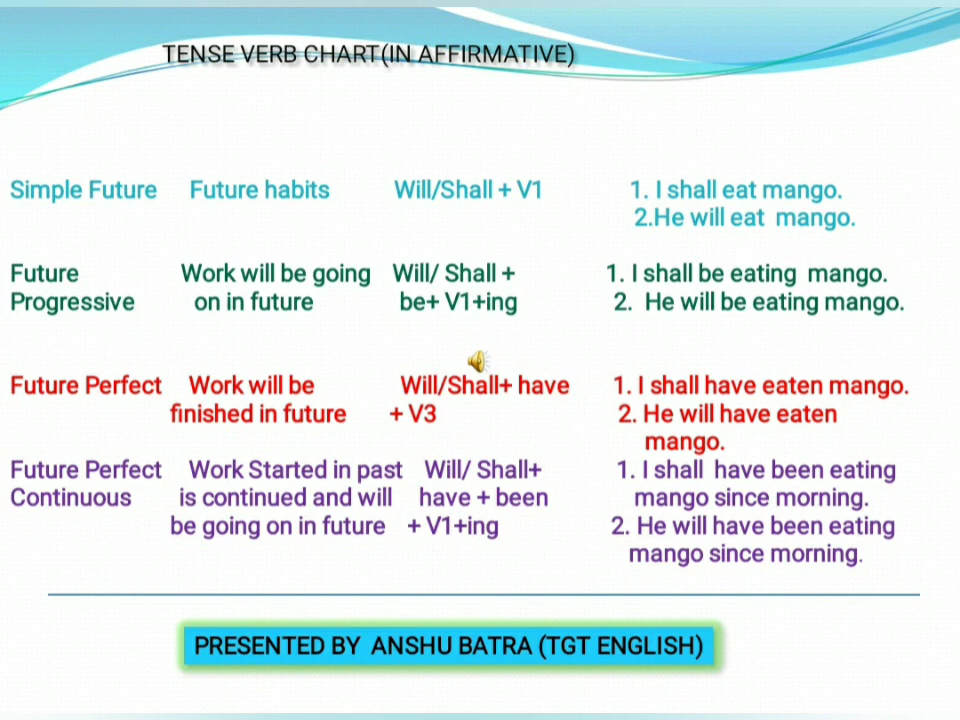 TENSE VERB CHART(IN AFFIRMATIVE)
Simple Future Future habits Will/Shall + V1 1. I shall eat mango.
2.He will eat mango.
Future Work will be going Will/ Shall + 1. I shall be eating mango.
Progressive on in future be+ V1+ing 2. He will be eating mango.
Future Perfect Work will be Will/Shall+ have 1. I shall have eaten mango.
finished in future + V3 2. He will have eaten
mango.
Future Perfect Work Started in past Will/ Shall+ 1. I shall have been eating
Continuous is continued and will have + been mango since morning.
be going on in future + V1+ing 2. He will have been eating
mango since morning.
PRESENTED BY ANSHU BATRA (TGT ENGLISH)